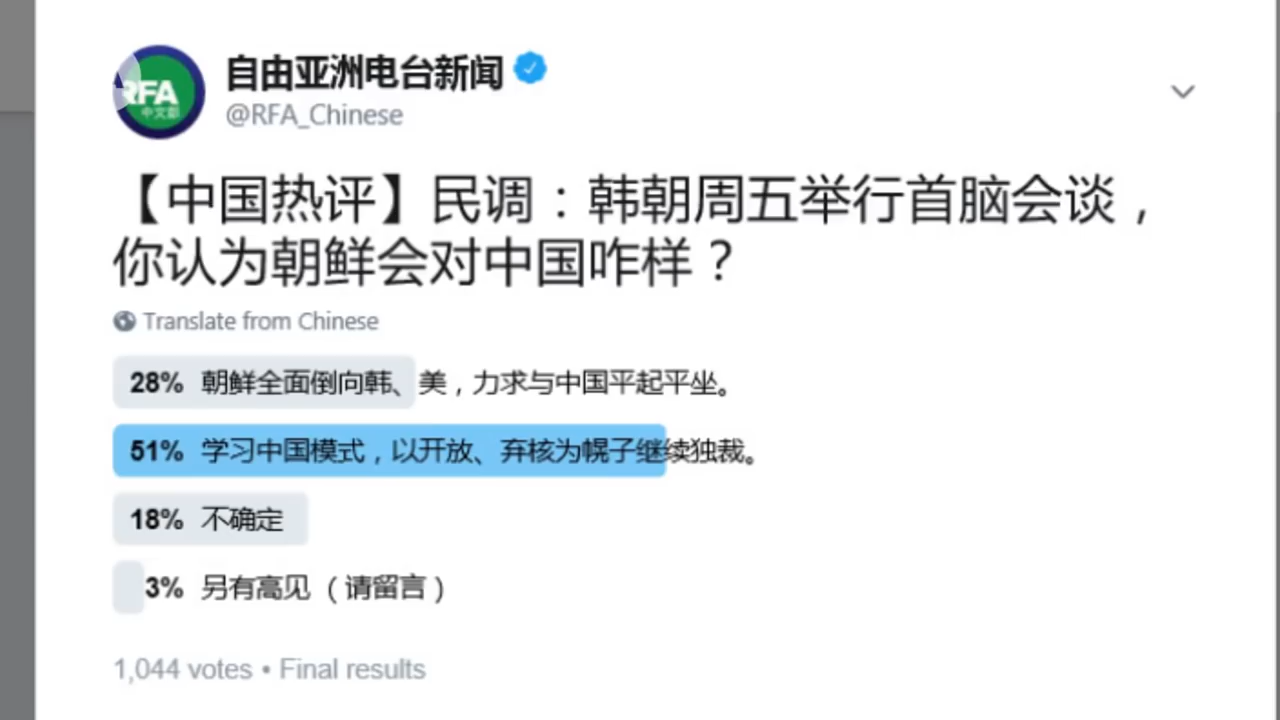 自由亚洲电台新闻
RFA
中文部
@RFA_Chinese
【中国热评】民调：韩朝周五举行首脑会谈，
你认为朝鲜会对中国咋样？
Translate from Chinese
28% 朝鲜全面倒向韩、美，力求与中国平起平坐。
51% 学习中国模式，以开放、弃核为幌子继续独裁。
18% 不确定
3% 另有高见（请留言）
1,044 votes • Final results